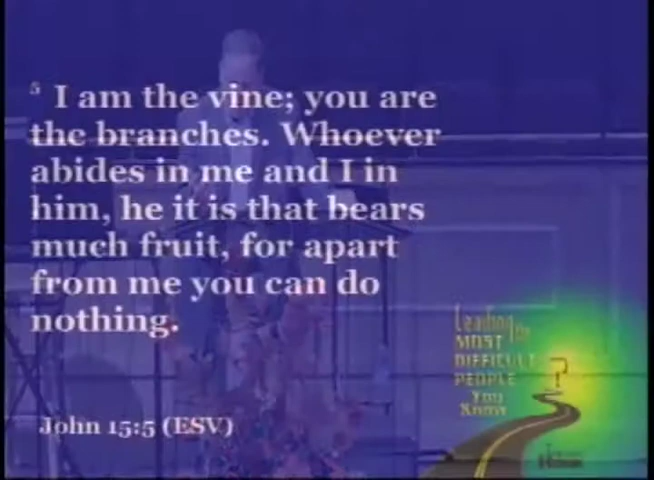 5 I am the vine; you are
the branches. Whoever
abides in me and I in
him, he it is that bears
much fruit, for apart
from me you can do
nothing.
John 15:5 (ESV)
Leading the
MOST
DIFFICULT
PEOPLE
You
Know
?